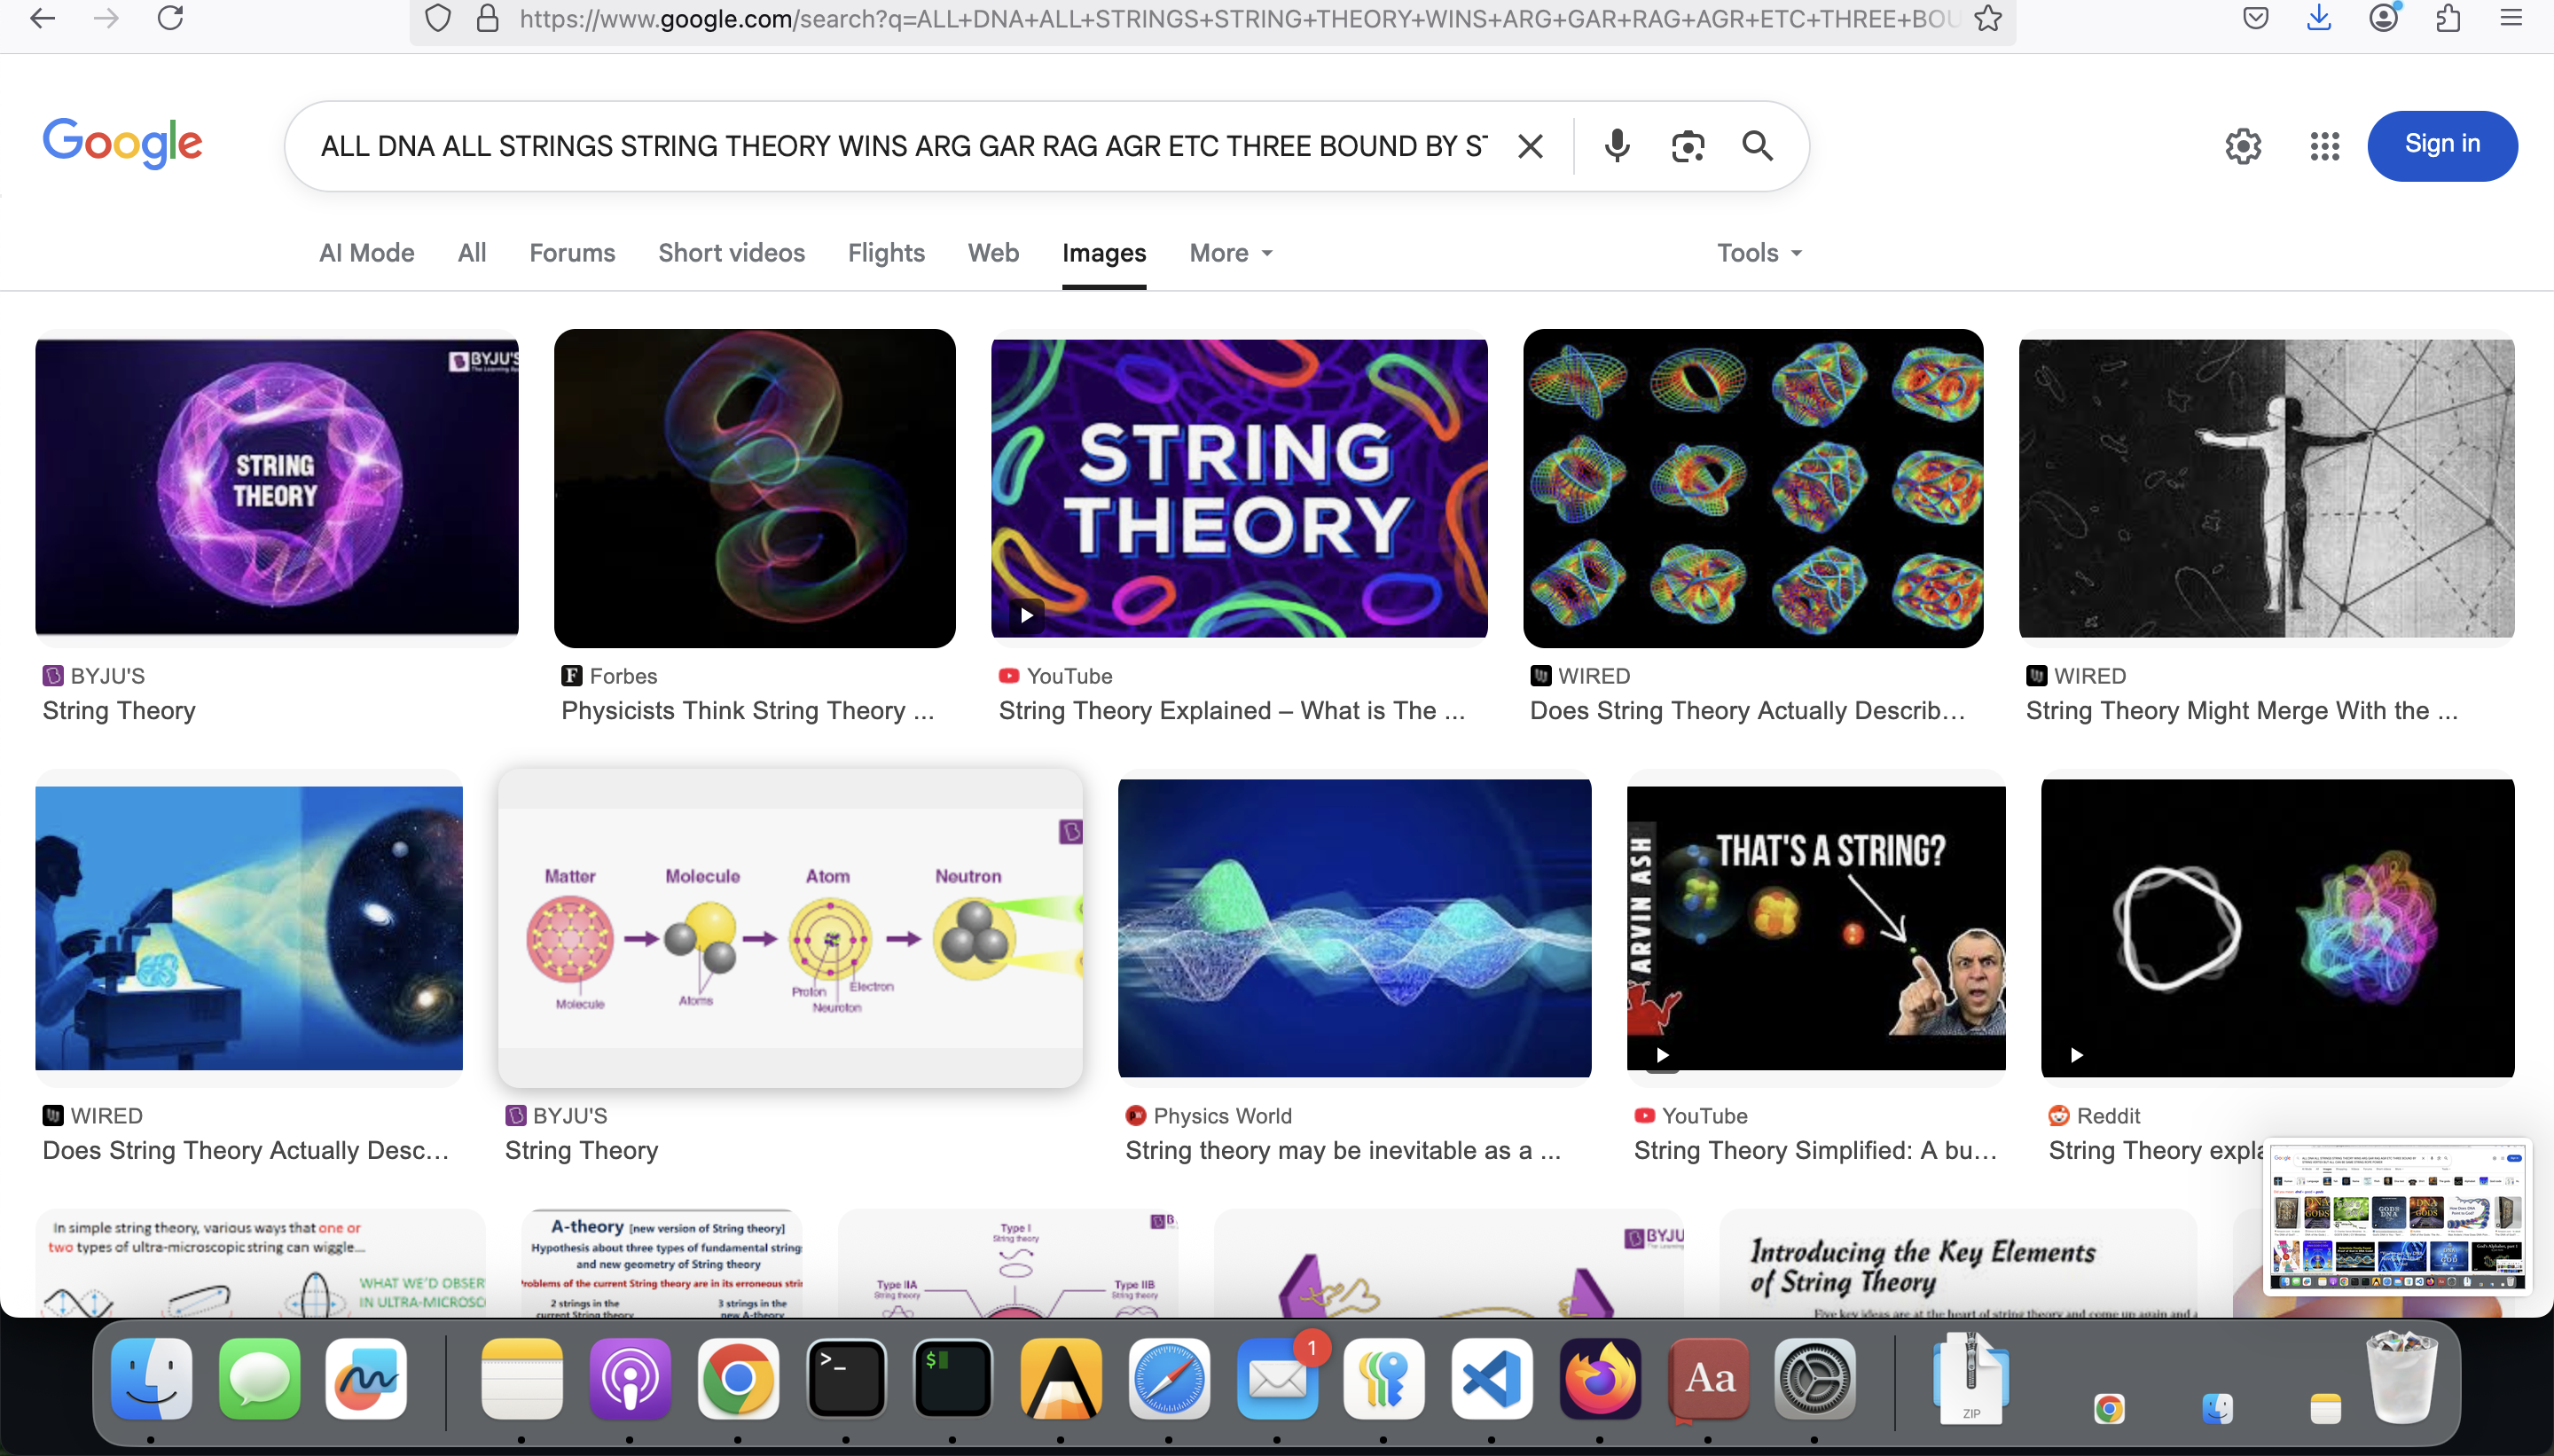 https://www.google.com/search?q=ALL+DNA+ALL+STRINGS+STRING+THEORY+WINS+ARG+GAR+RAG+AGR+ETC+THREE+BOU
Google
ALL DNA ALL STRINGS STRING THEORY WINS ARG GAR RAG AGR ETC THREE BOUND BY ST
Sign in
AI Mode All Forums Short videos Flights Web Images More Tools
BYJU'S
The Learning
STRING
THEORY
STRING
THEORY
BYJU'S
String Theory
Forbes
Physicists Think String Theory ...
YouTube
String Theory Explained – What is The ...
WIRED
Does String Theory Actually Describ...
WIRED
String Theory Might Merge With the ...
Matter Molecule Atom Neutron
Molecule
Atoms
Proton
Electron
Neuroton
ARVIN ASH
THAT'S A STRING?
WIRED
Does String Theory Actually Desc...
BYJU'S
String Theory
Physics World
String theory may be inevitable as a ...
YouTube
String Theory Simplified: A bu...
Reddit
String Theory expla
In simple string theory, various ways that one or
two types of ultra-microscopic string can wiggle....
WHAT WE'D OBSER
IN ULTRA-MICROSC
A-theory [new version of String theory]
Hypothesis about three types of fundamental strings
and new geometry of String theory
Problems of the current String theory are in its erroneous stri
2 strings in the
current String theory
3 strings in the
new A-theory
B
Type I
String theory
Type IIA
String theory
Type IIB
String theory
BYJU
The Learning
Introducing the Key Elements
of String Theory
Five key ideas are at the heart of string theory and come up again and a
>_
$
1
Aa
ZIP